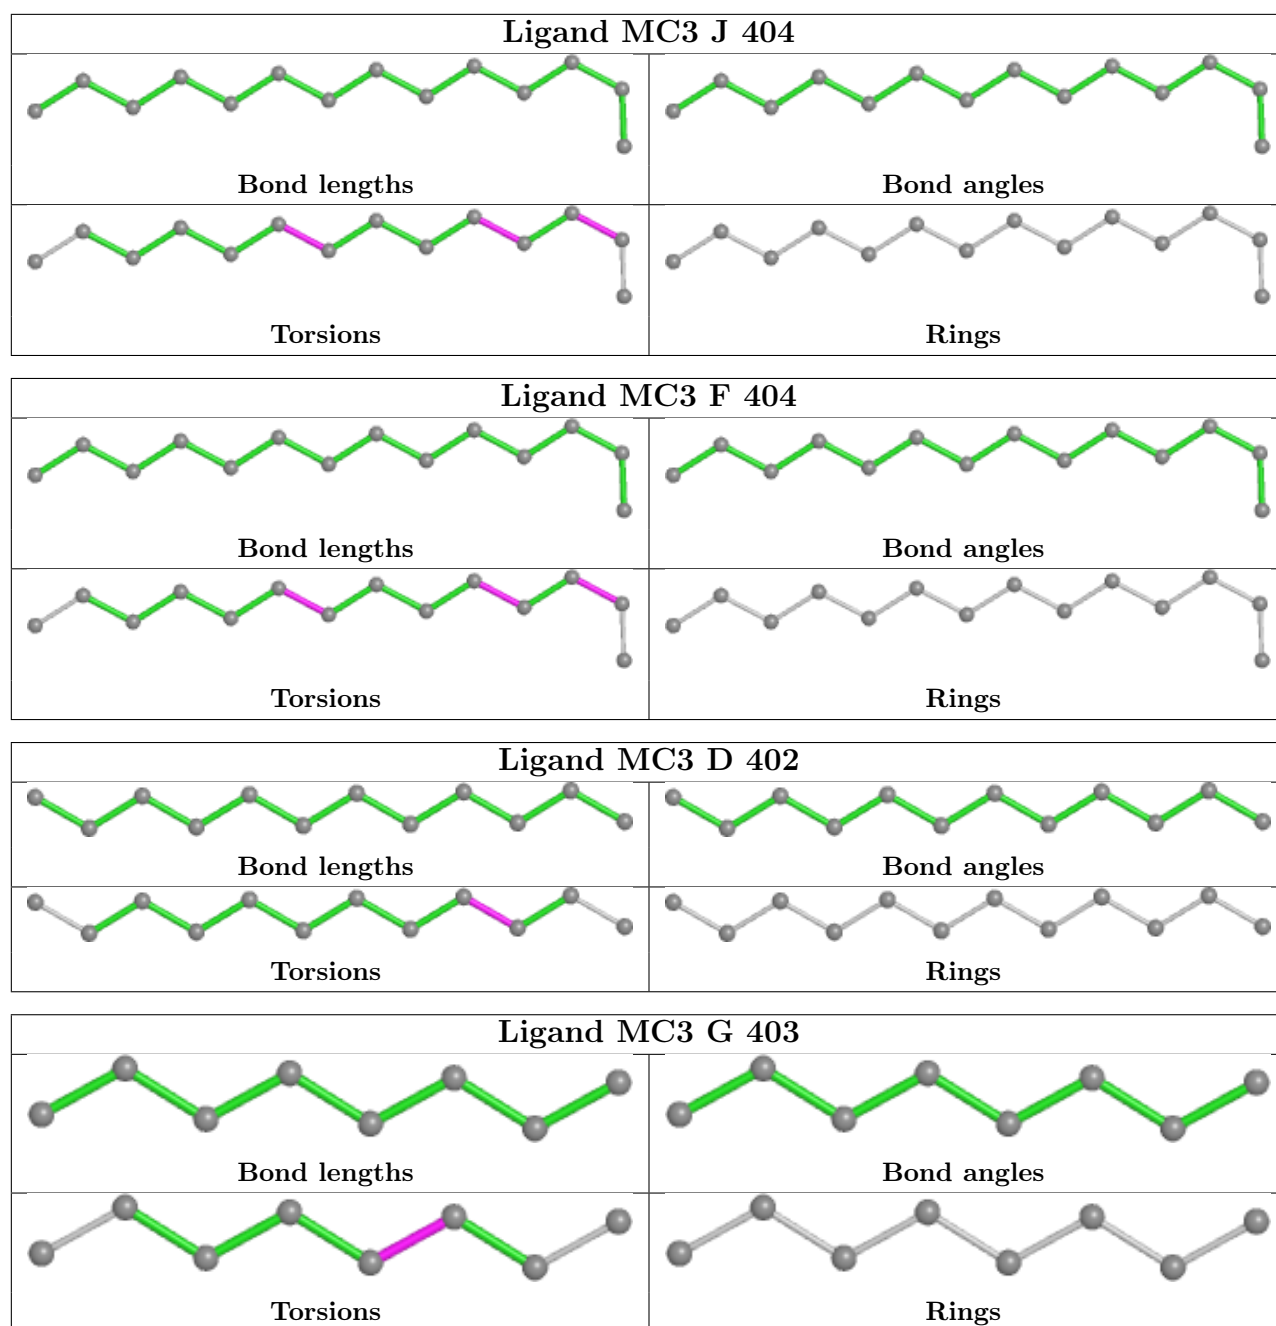 Ligand MC3 J 404
Bond lengths
Bond angles
Torsions
Rings
Ligand MC3 F 404
Bond lengths
Bond angles
Torsions
Rings
Ligand MC3 D 402
Bond lengths
Bond angles
Torsions
Rings
Ligand MC3 G 403
Bond lengths
Bond angles
Torsions
Rings